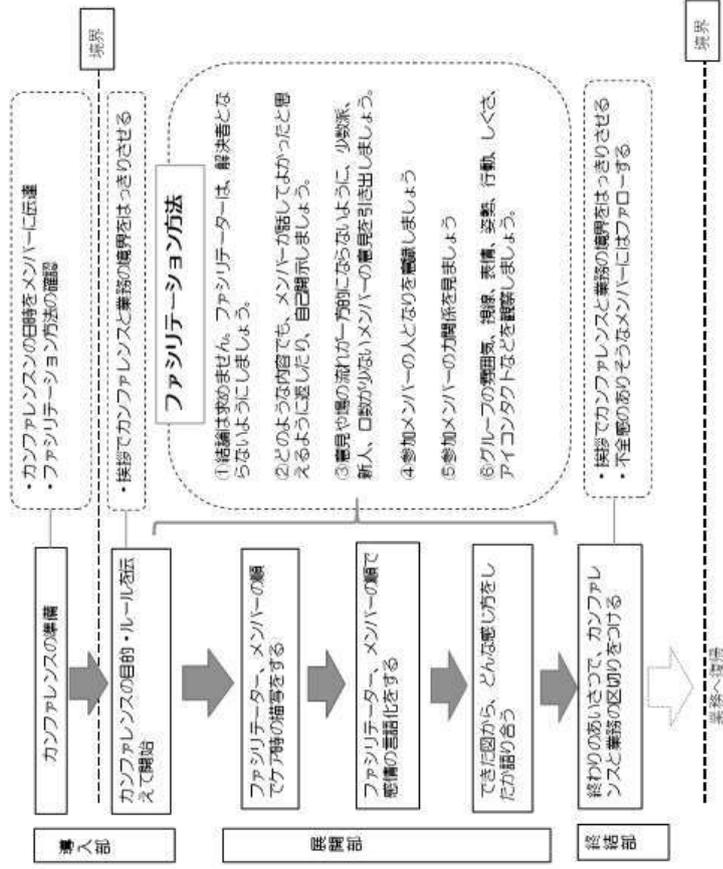 導入部
カンファレンスの準備
・カンファレンスンの日時をメンバーに伝達
・ファシリテーション方法の確認
境界
カンファレンスの目的・ルールを伝
えて開始
・挨拶でカンファレンスと業務の境界をはっきりさせる
展開部
ファシリテーター、メンバーの順
でケア時の描写をする
ファシリテーター、メンバーの順で
感情の言語化をする
できた図から、どんな感じ方をし
たか語り合う
ファシリテーション方法
①結論は求めません。ファシリテーターは、解決者とな
らないようにしましょう。
②どのような内容でも、メンバーが話してよかったと思
えるように返したり、自己開示しましょう。
③意見や場の流れが一方的にならないように、少数派、
新人、口数が少ないメンバーの意見を引き出しましょう。
④参加メンバーの人となりを意識しましょう
⑤参加メンバーの力関係を見ましょう
⑥グループの雰囲気、視線、表情、姿勢、行動、しぐさ、
アイコンタクトなどを観察しましょう。
終結部
終わりのあいさつで、カンファレ
ンスと業務の区切りをつける
・挨拶でカンファレンスと業務の境界をはっきりさせる
・不全感のありそうなメンバーにはファローする
業務へ復帰
境界